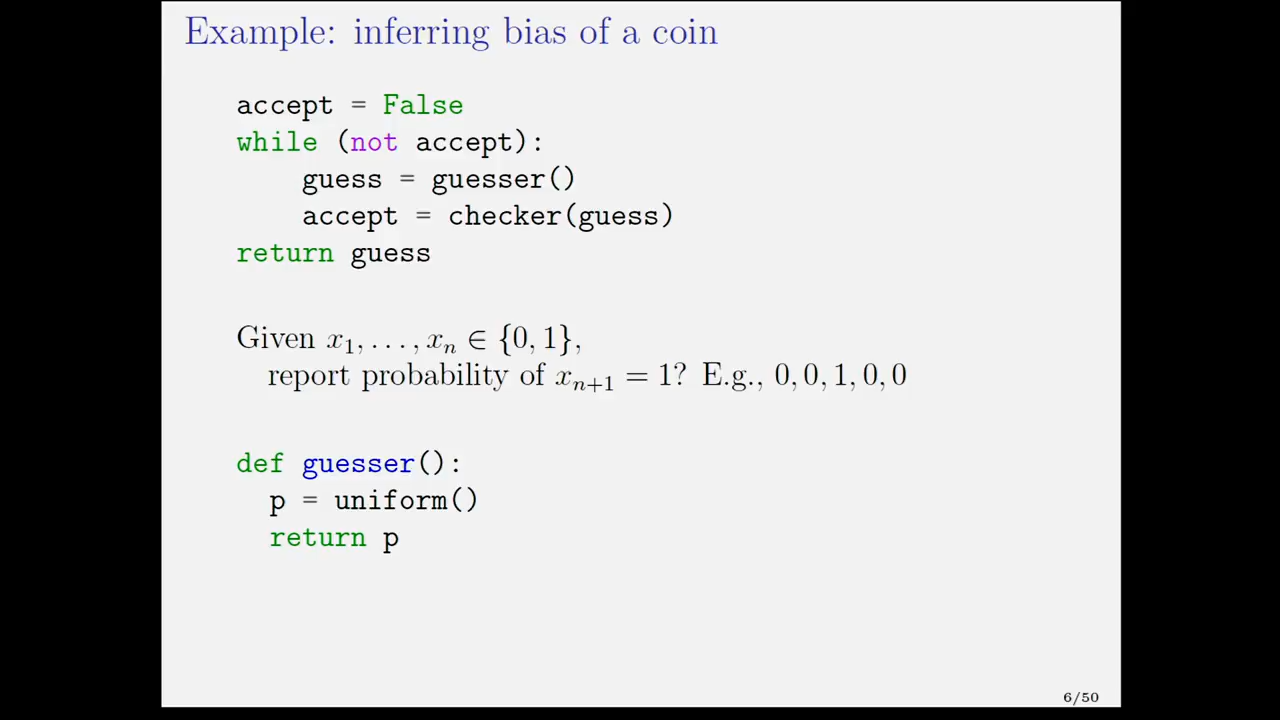 Example: inferring bias of a coin
accept = False
while (not accept):
    guess = guesser()
    accept = checker(guess)
return guess
Given x₁, . . . , xₙ ∈ {0, 1},
report probability of xₙ₊₁ = 1? E.g., 0, 0, 1, 0, 0
def guesser():
  p = uniform()
  return p
6/50